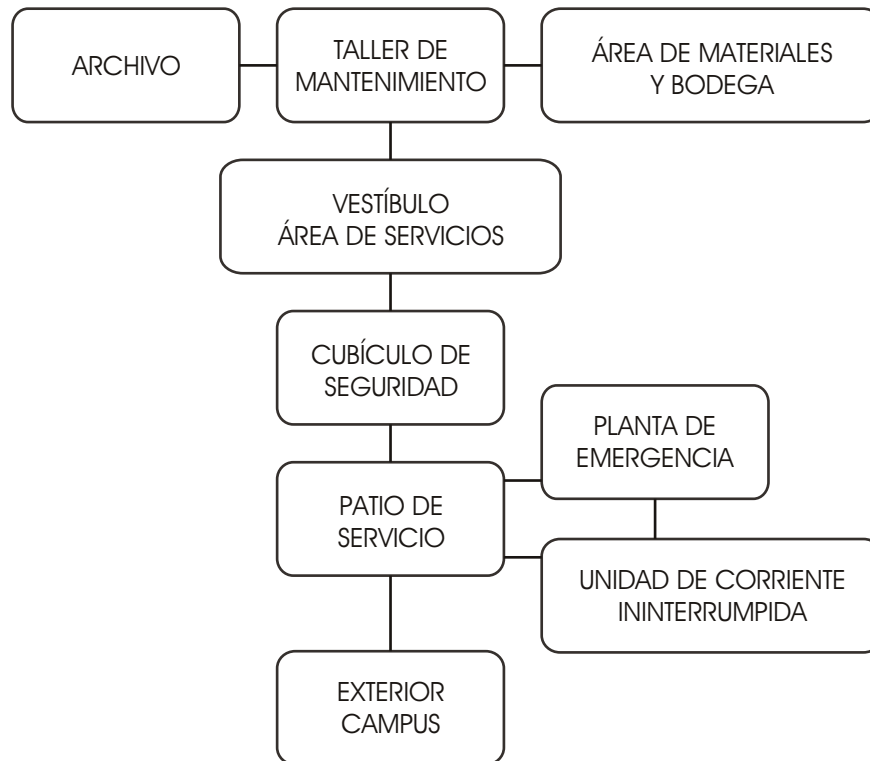 ARCHIVO
TALLER DE
MANTENIMIENTO
ÁREA DE MATERIALES
Y BODEGA
VESTÍBULO
ÁREA DE SERVICIOS
CUBÍCULO DE
SEGURIDAD
PLANTA DE
EMERGENCIA
PATIO DE
SERVICIO
UNIDAD DE CORRIENTE
ININTERRUMPIDA
EXTERIOR
CAMPUS